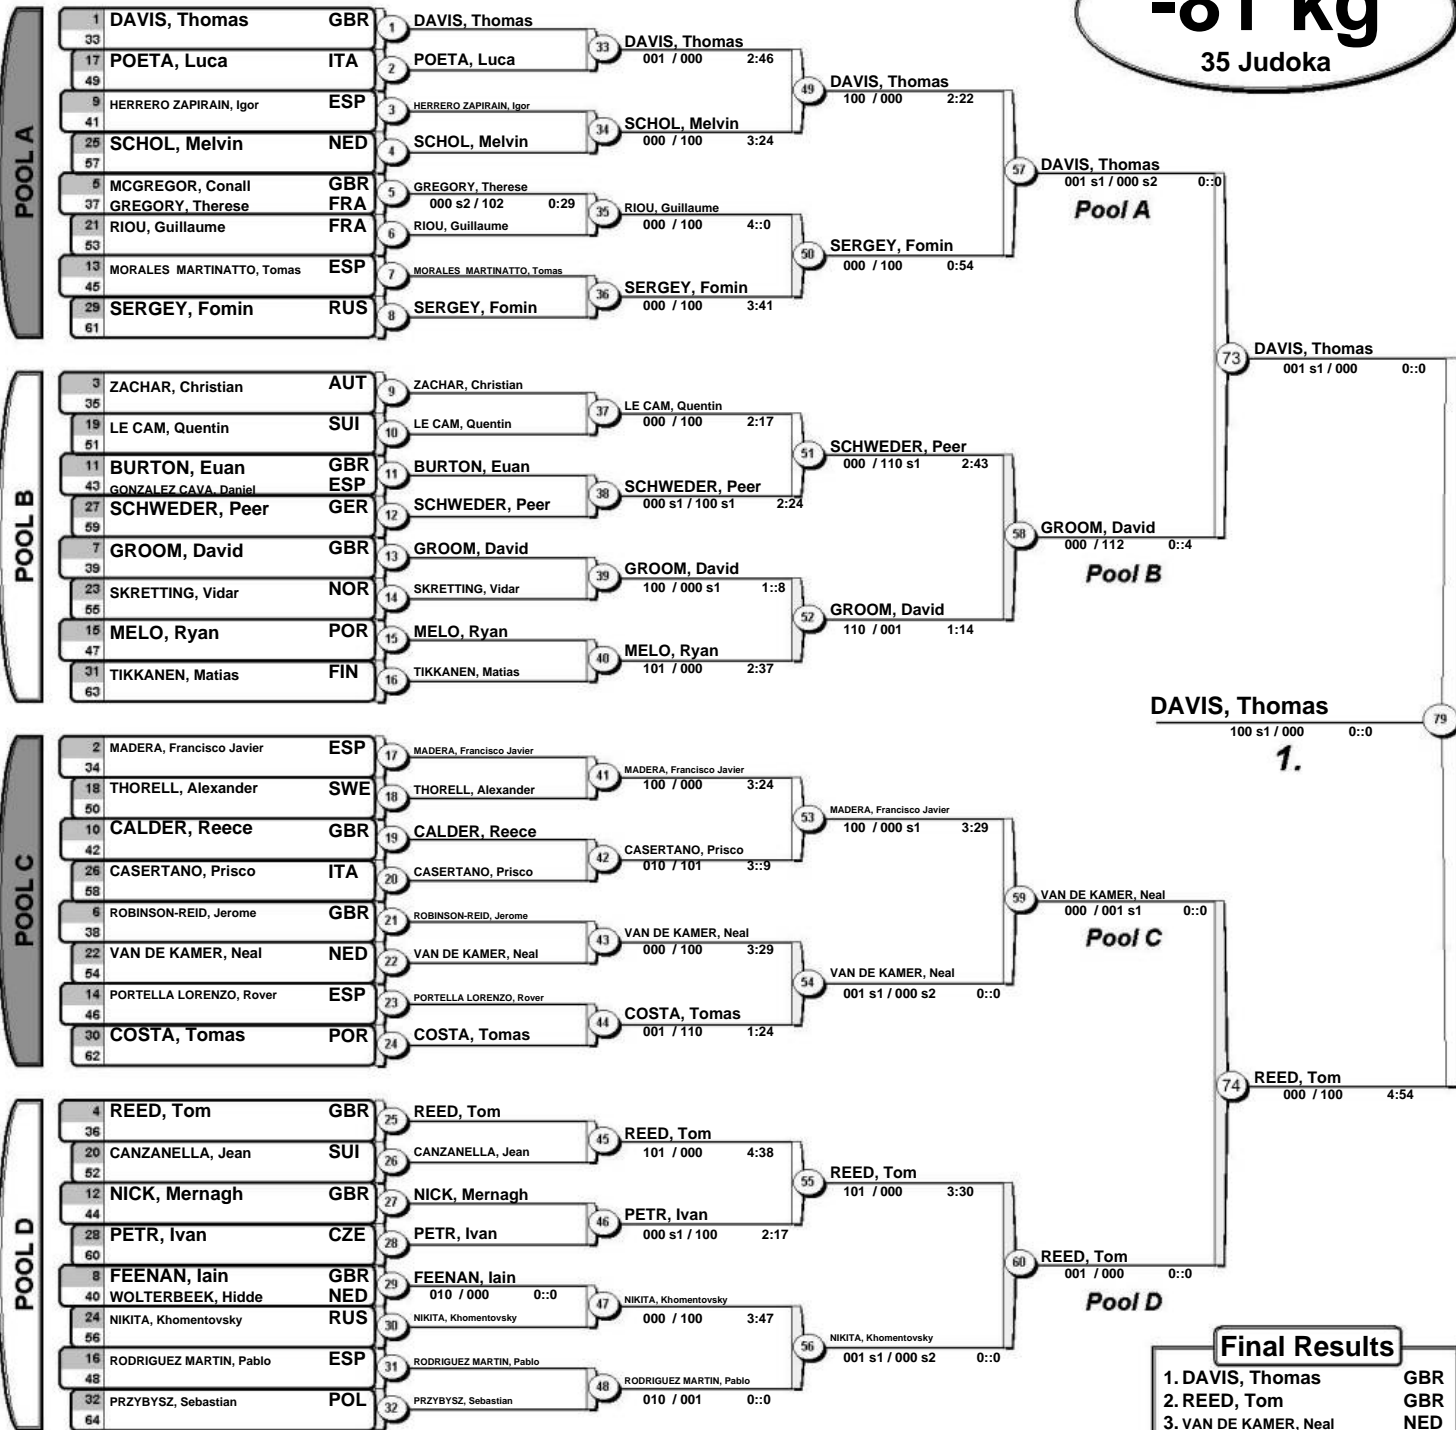 -81 kg
35 Judoka
POOL A
1 DAVIS, Thomas GBR
33
17 POETA, Luca ITA
49
9 HERRERO ZAPIRAIN, Igor ESP
41
25 SCHOL, Melvin NED
57
5 MCGREGOR, Conall GBR
37 GREGORY, Therese FRA
21 RIOU, Guillaume FRA
53
13 MORALES MARTINATTO, Tomas ESP
45
29 SERGEY, Fomin RUS
61
1 DAVIS, Thomas
2 POETA, Luca
3 HERRERO ZAPIRAIN, Igor
4 SCHOL, Melvin
5 GREGORY, Therese
000 s2 / 102 0:29
6 RIOU, Guillaume
7 MORALES MARTINATTO, Tomas
8 SERGEY, Fomin
33 DAVIS, Thomas
001 / 000 2:46
34 SCHOL, Melvin
000 / 100 3:24
35 RIOU, Guillaume
000 / 100 4::0
36 SERGEY, Fomin
000 / 100 3:41
49 DAVIS, Thomas
100 / 000 2:22
50 SERGEY, Fomin
000 / 100 0:54
57 DAVIS, Thomas
001 s1 / 000 s2 0::0
Pool A
POOL B
3 ZACHAR, Christian AUT
35
19 LE CAM, Quentin SUI
51
11 BURTON, Euan GBR
43 GONZALEZ CAVA, Daniel ESP
27 SCHWEDER, Peer GER
59
7 GROOM, David GBR
39
23 SKRETTING, Vidar NOR
55
15 MELO, Ryan POR
47
31 TIKKANEN, Matias FIN
63
9 ZACHAR, Christian
10 LE CAM, Quentin
11 BURTON, Euan
12 SCHWEDER, Peer
13 GROOM, David
14 SKRETTING, Vidar
15 MELO, Ryan
16 TIKKANEN, Matias
37 LE CAM, Quentin
000 / 100 2:17
38 SCHWEDER, Peer
000 s1 / 100 s1 2:24
39 GROOM, David
100 / 000 s1 1::8
40 MELO, Ryan
101 / 000 2:37
51 SCHWEDER, Peer
000 / 110 s1 2:43
52 GROOM, David
110 / 001 1:14
58 GROOM, David
000 / 112 0::4
Pool B
73 DAVIS, Thomas
001 s1 / 000 0::0
DAVIS, Thomas 79
100 s1 / 000 0::0
1.
POOL C
2 MADERA, Francisco Javier ESP
34
18 THORELL, Alexander SWE
50
10 CALDER, Reece GBR
42
26 CASERTANO, Prisco ITA
58
6 ROBINSON-REID, Jerome GBR
38
22 VAN DE KAMER, Neal NED
54
14 PORTELLA LORENZO, Rover ESP
46
30 COSTA, Tomas POR
62
17 MADERA, Francisco Javier
18 THORELL, Alexander
19 CALDER, Reece
20 CASERTANO, Prisco
21 ROBINSON-REID, Jerome
22 VAN DE KAMER, Neal
23 PORTELLA LORENZO, Rover
24 COSTA, Tomas
41 MADERA, Francisco Javier
100 / 000 3:24
42 CASERTANO, Prisco
010 / 101 3::9
43 VAN DE KAMER, Neal
000 / 100 3:29
44 COSTA, Tomas
001 / 110 1:24
53 MADERA, Francisco Javier
100 / 000 s1 3:29
54 VAN DE KAMER, Neal
001 s1 / 000 s2 0::0
59 VAN DE KAMER, Neal
000 / 001 s1 0::0
Pool C
POOL D
4 REED, Tom GBR
36
20 CANZANELLA, Jean SUI
52
12 NICK, Mernagh GBR
44
28 PETR, Ivan CZE
60
8 FEENAN, Iain GBR
40 WOLTERBEEK, Hidde NED
24 NIKITA, Khomentovsky RUS
56
16 RODRIGUEZ MARTIN, Pablo ESP
48
32 PRZYBYSZ, Sebastian POL
64
25 REED, Tom
26 CANZANELLA, Jean
27 NICK, Mernagh
28 PETR, Ivan
29 FEENAN, Iain
010 / 000 0::0
30 NIKITA, Khomentovsky
31 RODRIGUEZ MARTIN, Pablo
32 PRZYBYSZ, Sebastian
45 REED, Tom
101 / 000 4:38
46 PETR, Ivan
000 s1 / 100 2:17
47 NIKITA, Khomentovsky
000 / 100 3:47
48 RODRIGUEZ MARTIN, Pablo
010 / 001 0::0
55 REED, Tom
101 / 000 3:30
56 NIKITA, Khomentovsky
001 s1 / 000 s2 0::0
60 REED, Tom
001 / 000 0::0
Pool D
74 REED, Tom
000 / 100 4:54
Final Results
1. DAVIS, Thomas GBR
2. REED, Tom GBR
3. VAN DE KAMER, Neal NED